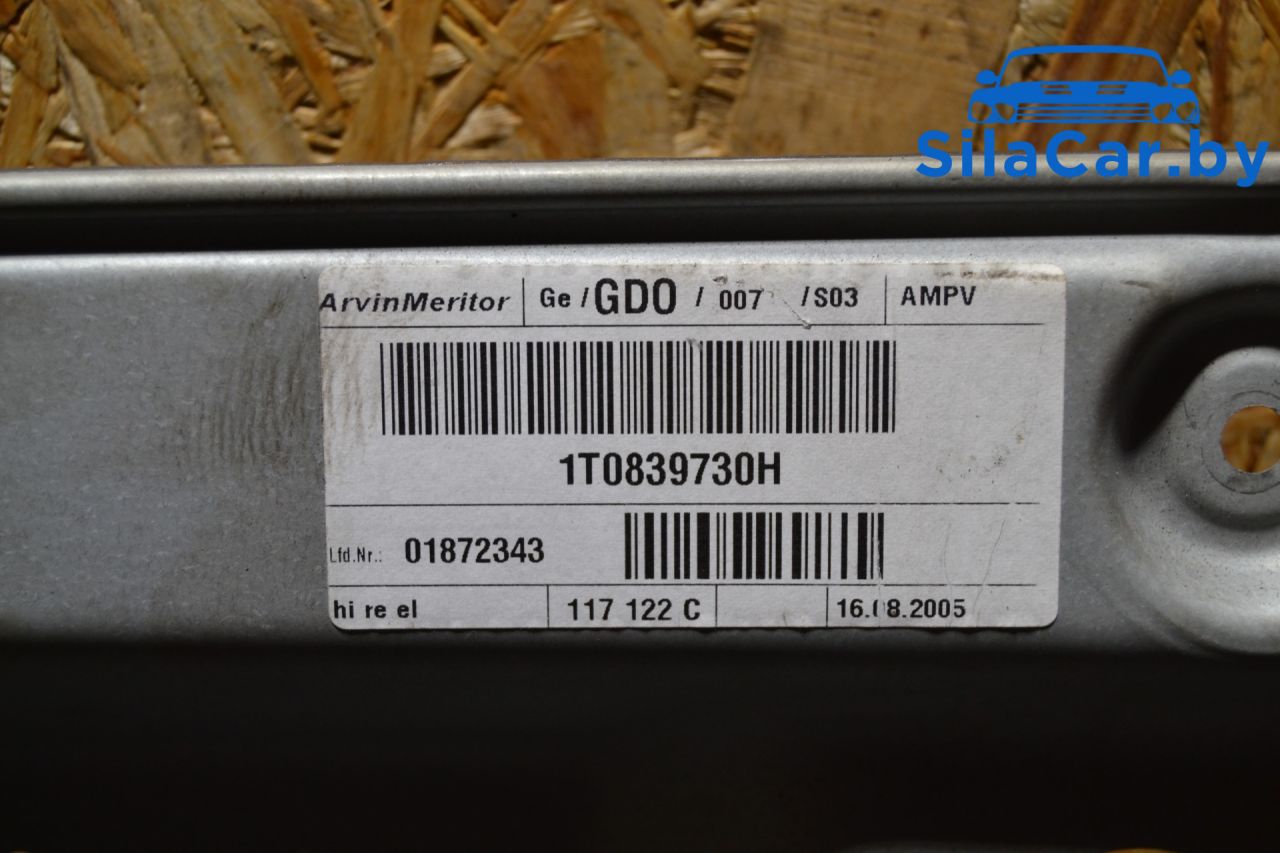 SilaCar.by
ArvinMeritor Ge / GDO / 007 / S03 AMPV
1T0839730H
Lfd.Nr.: 01872343
hi re el 117 122 C 16.08.2005